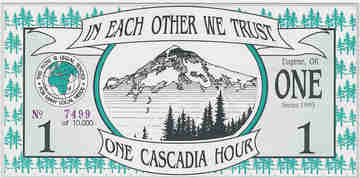 IN EACH OTHER WE TRUST
Eugene, OR
ONE
Series 1993
No 7499
of 10,000
1
1
ONE CASCADIA HOUR